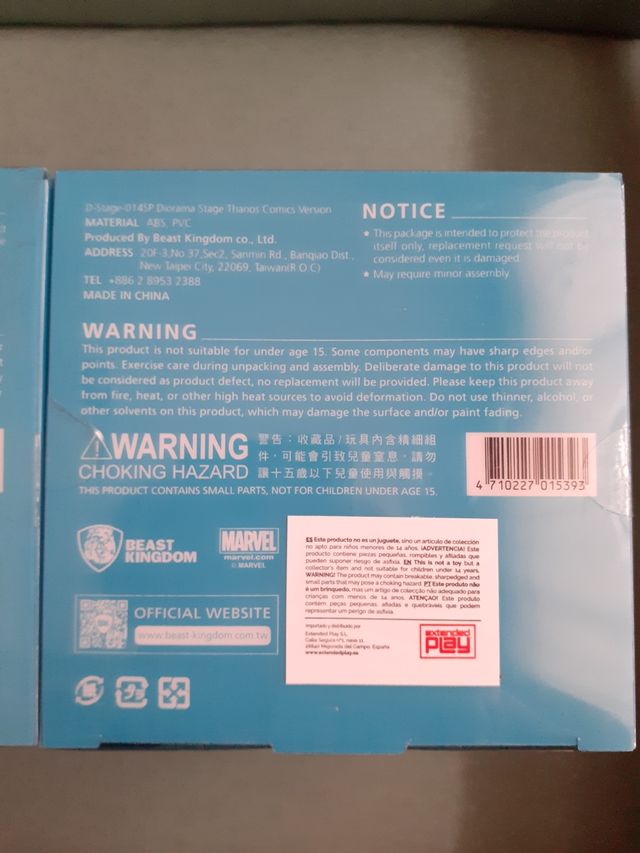 D-Stage-014SP Diorama Stage Thanos Comics Version
MATERIAL ABS, PVC
Produced By Beast Kingdom co., Ltd.
ADDRESS 20F-3,No 37,Sec2, Sanmin Rd., Banqiao Dist.,
New Taipei City, 22069, Taiwan(R O C)
TEL +886 2 8953 2388
MADE IN CHINA
NOTICE
★ This package is intended to protect the product
itself only, replacement request will not be
considered even it is damaged
★ May require minor assembly
WARNING
This product is not suitable for under age 15. Some components may have sharp edges and/or
points. Exercise care during unpacking and assembly. Deliberate damage to this product will not
be considered as product defect, no replacement will be provided. Please keep this product away
from fire, heat, or other high heat sources to avoid deformation. Do not use thinner, alcohol, or
other solvents on this product, which may damage the surface and/or paint fading.
WARNING
CHOKING HAZARD
警告：收藏品/玩具內含精細組
件，可能會引致兒童窒息，請勿
讓十五歲以下兒童使用與觸摸。
THIS PRODUCT CONTAINS SMALL PARTS, NOT FOR CHILDREN UNDER AGE 15.
4 710227 015393
BEAST
KINGDOM
MARVEL
marvel.com
© MARVEL
OFFICIAL WEBSITE
www.beast-kingdom.com.tw
ES Este producto no es un juguete, sino un artículo de colección
no apto para niños menores de 14 años. ¡ADVERTENCIA! Este
producto contiene piezas pequeñas, rompibles y afiladas que
pueden suponer riesgo de asfixia. EN This is not a toy but a
collector's item and not suitable for children under 14 years.
WARNING! The product may contain breakable, sharpedged and
small parts that may pose a choking hazard. PT Este produto não
é um brinquedo, mas um artigo de colecção não adequado para
crianças com menos de 14 anos. ATENÇAO! Este produto
contém peças pequenas, afiadas e quebráveis que podem
representar um perigo de asfixia.
Importado y distribuido por
Extended Play S.L.
Calle Segura nº1, nave 11
28840 Mejorada del Campo. España
www.extendedplay.es
extended
play